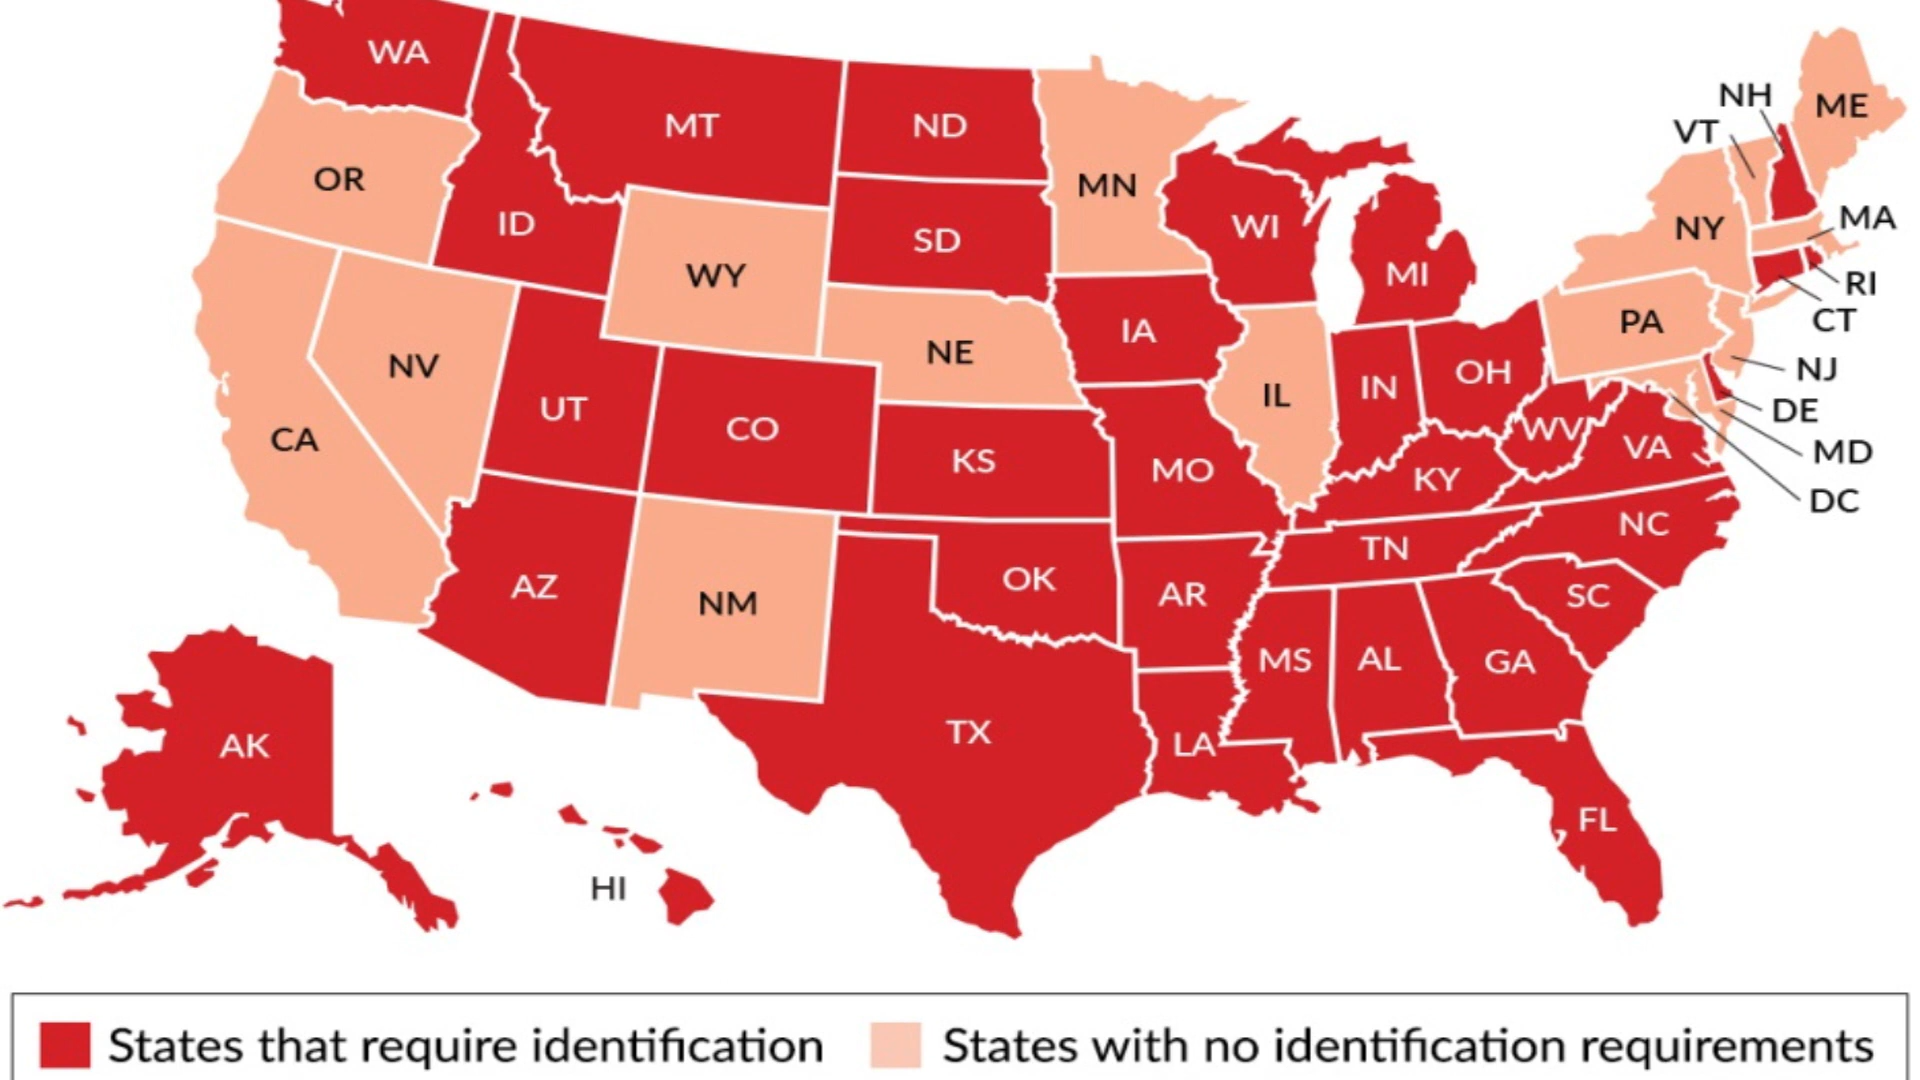 WA
MT
ND
MN
ME
NH
VT
OR
ID
WY
SD
WI
MI
NY
MA
RI
CT
NV
NE
IA
PA
NJ
CA
UT
CO
KS
IL
IN
OH
WV
VA
DE
MD
DC
MO
KY
NC
AZ
NM
OK
AR
TN
SC
MS
AL
GA
TX
LA
FL
AK
HI
States that require identification
States with no identification requirements